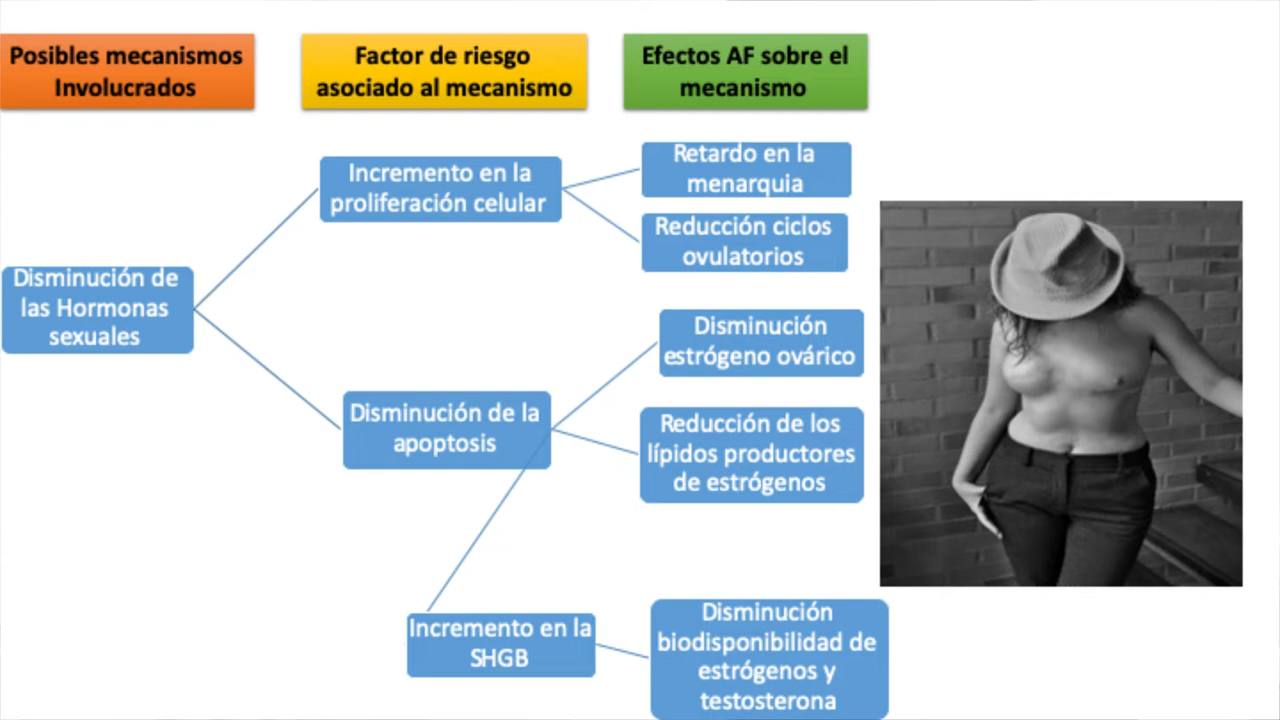 Posibles mecanismos
Involucrados
Factor de riesgo
asociado al mecanismo
Efectos AF sobre el
mecanismo
Disminución de
las Hormonas
sexuales
Incremento en la
proliferación celular
Retardo en la
menarquia
Reducción ciclos
ovulatorios
Disminución de la
apoptosis
Disminución
estrógeno ovárico
Reducción de los
lípidos productores
de estrógenos
Incremento en la
SHGB
Disminución
biodisponibilidad de
estrógenos y
testosterona